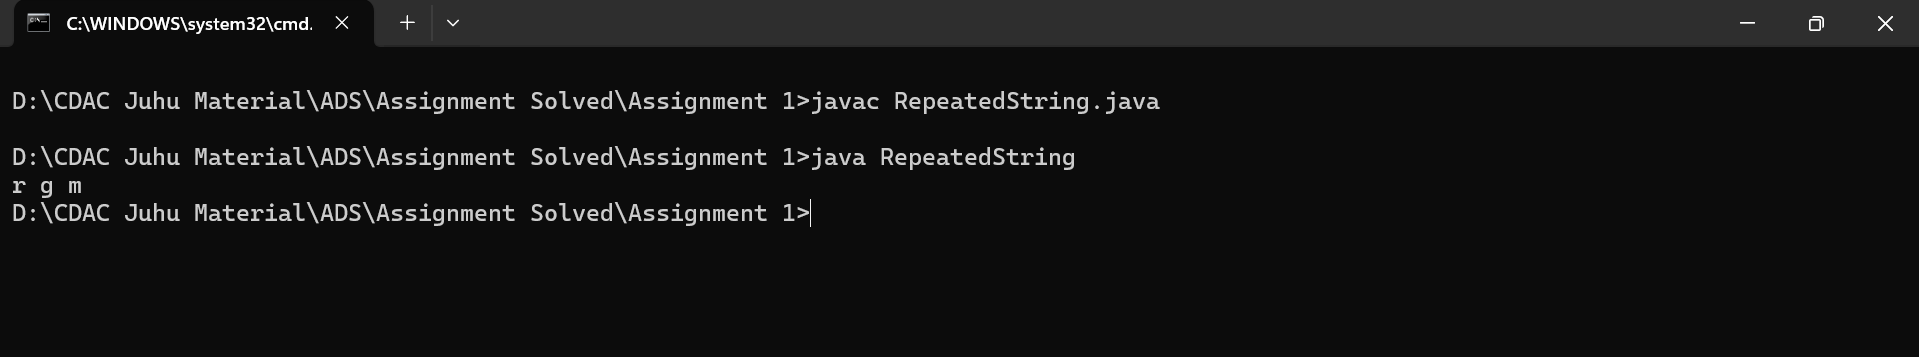 C:\WINDOWS\system32\cmd.
D:\CDAC Juhu Material\ADS\Assignment Solved\Assignment 1>javac RepeatedString.java
D:\CDAC Juhu Material\ADS\Assignment Solved\Assignment 1>java RepeatedString
r g m
D:\CDAC Juhu Material\ADS\Assignment Solved\Assignment 1>